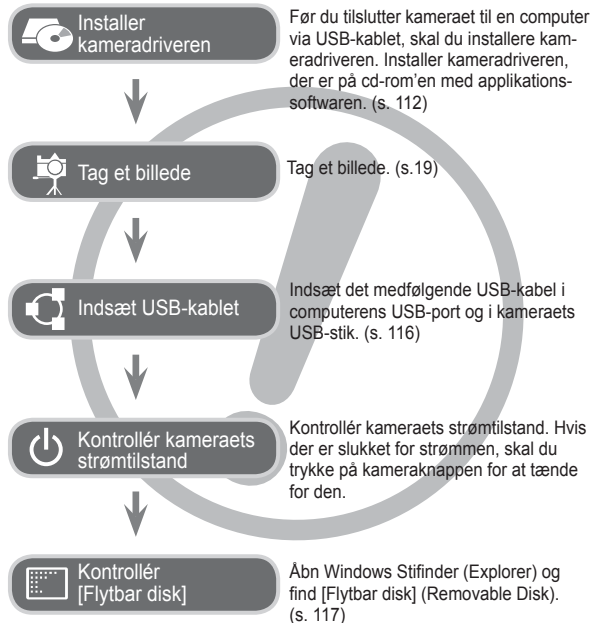 Installer
kameradriveren
Før du tilslutter kameraet til en computer
via USB-kablet, skal du installere kam-
eradriveren. Installer kameradriveren,
der er på cd-rom'en med applikations-
softwaren. (s. 112)
Tag et billede
Tag et billede. (s.19)
Indsæt USB-kablet
Indsæt det medfølgende USB-kabel i
computerens USB-port og i kameraets
USB-stik. (s. 116)
Kontrollér kameraets
strømtilstand
Kontrollér kameraets strømtilstand. Hvis
der er slukket for strømmen, skal du
trykke på kameraknappen for at tænde
for den.
Kontrollér
[Flytbar disk]
Åbn Windows Stifinder (Explorer) og
find [Flytbar disk] (Removable Disk).
(s. 117)